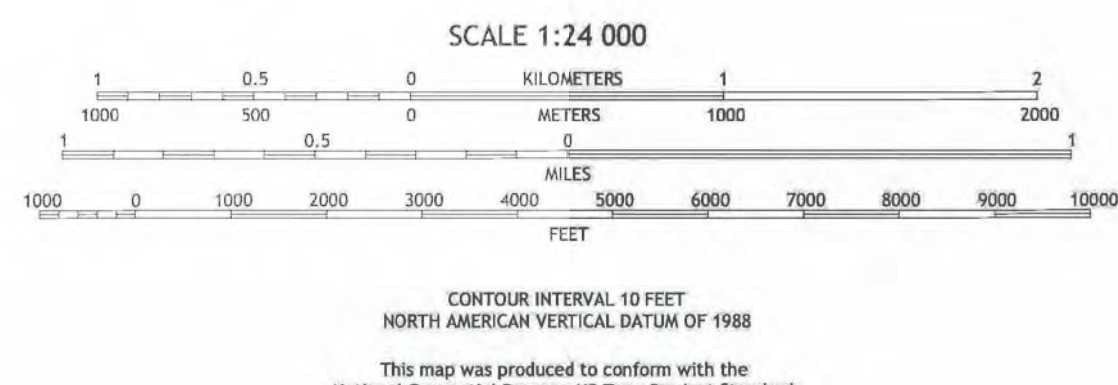 SCALE 1:24 000
1 0.5 0 KILOMETERS 1 2
1000 500 0 METERS 1000 2000
1 0.5 0 1
MILES
1000 0 1000 2000 3000 4000 5000 6000 7000 8000 9000 10000
FEET
CONTOUR INTERVAL 10 FEET
NORTH AMERICAN VERTICAL DATUM OF 1988
This map was produced to conform with the